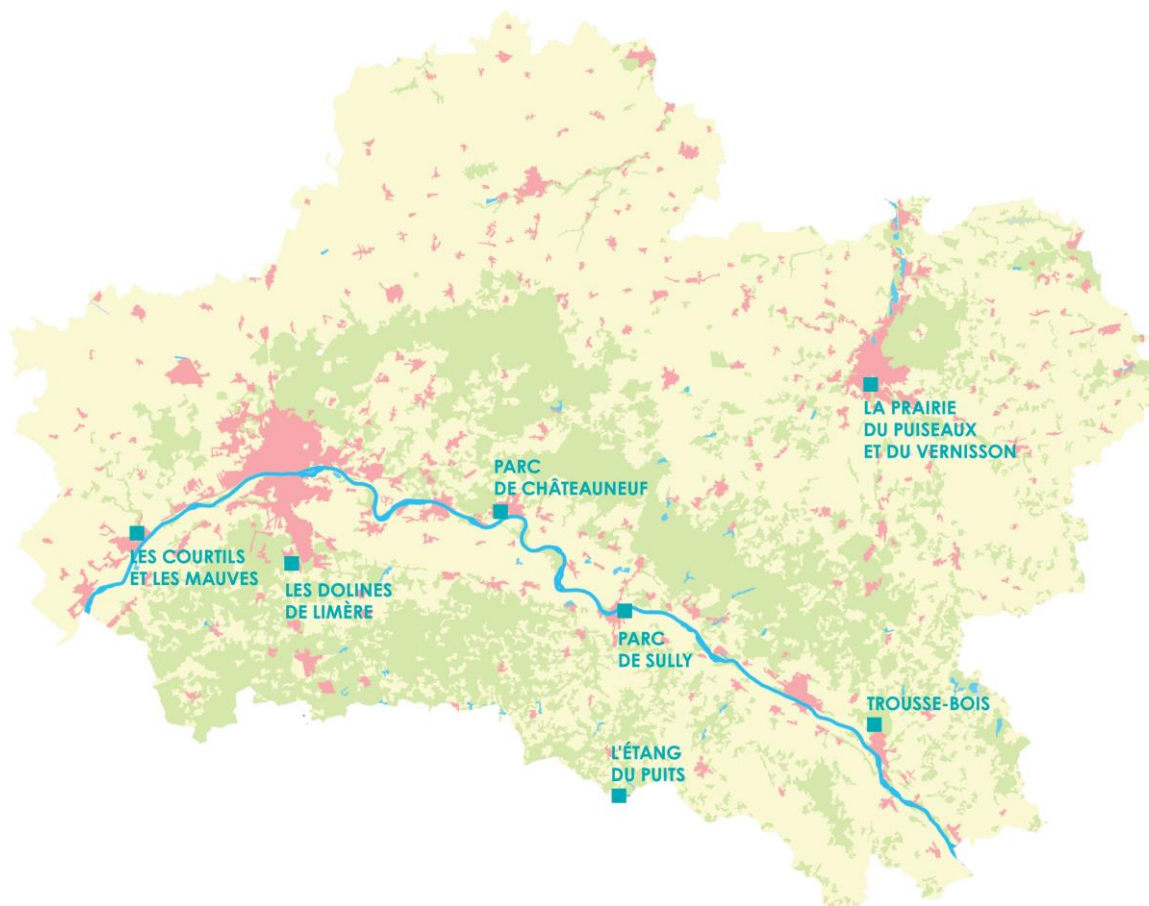 LA PRAIRIE
DU PUISEAUX
ET DU VERNISSON
PARC
DE CHÂTEAUNEUF
LES COURTILS
ET LES MAUVES
LES DOLINES
DE LIMÈRE
PARC
DE SULLY
TROUSSE-BOIS
L'ÉTANG
DU PUITS